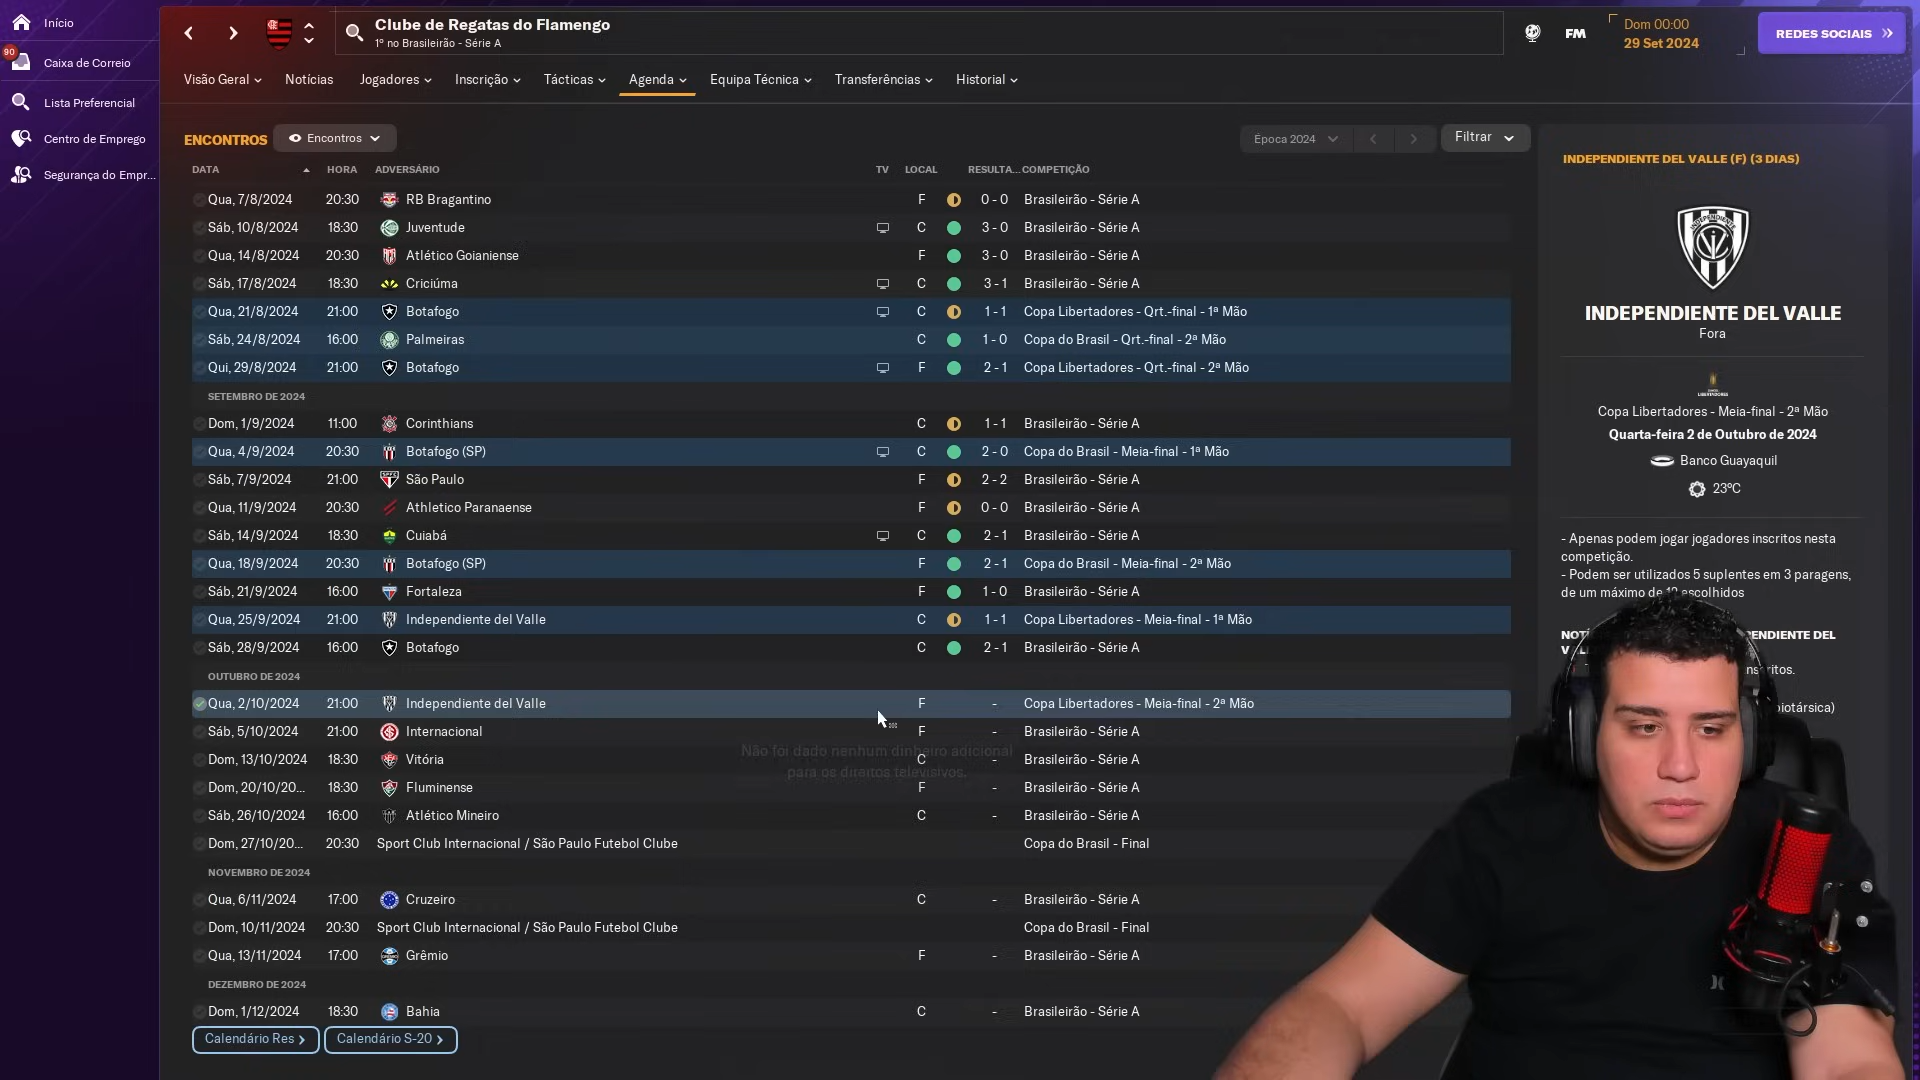 Início
90
Caixa de Correio
Lista Preferencial
Centro de Emprego
Segurança do Empr...
Clube de Regatas do Flamengo
1º no Brasileirão - Série A
FM
Dom 00:00
29 Set 2024
REDES SOCIAIS
Visão Geral
Notícias
Jogadores
Inscrição
Tácticas
Agenda
Equipa Técnica
Transferências
Historial
ENCONTROS
Encontros
Época 2024
Filtrar
DATA HORA ADVERSÁRIO TV LOCAL RESULTA... COMPETIÇÃO
Qua, 7/8/2024 20:30 RB Bragantino F 0 - 0 Brasileirão - Série A
Sáb, 10/8/2024 18:30 Juventude C 3 - 0 Brasileirão - Série A
Qua, 14/8/2024 20:30 Atlético Goianiense F 3 - 0 Brasileirão - Série A
Sáb, 17/8/2024 18:30 Criciúma C 3 - 1 Brasileirão - Série A
Qua, 21/8/2024 21:00 Botafogo C 1 - 1 Copa Libertadores - Qrt.-final - 1ª Mão
Sáb, 24/8/2024 16:00 Palmeiras C 1 - 0 Copa do Brasil - Qrt.-final - 2ª Mão
Qui, 29/8/2024 21:00 Botafogo F 2 - 1 Copa Libertadores - Qrt.-final - 2ª Mão
SETEMBRO DE 2024
Dom, 1/9/2024 11:00 Corinthians C 1 - 1 Brasileirão - Série A
Qua, 4/9/2024 20:30 Botafogo (SP) C 2 - 0 Copa do Brasil - Meia-final - 1ª Mão
Sáb, 7/9/2024 21:00 São Paulo F 2 - 2 Brasileirão - Série A
Qua, 11/9/2024 20:30 Athletico Paranaense F 0 - 0 Brasileirão - Série A
Sáb, 14/9/2024 18:30 Cuiabá C 2 - 1 Brasileirão - Série A
Qua, 18/9/2024 20:30 Botafogo (SP) F 2 - 1 Copa do Brasil - Meia-final - 2ª Mão
Sáb, 21/9/2024 16:00 Fortaleza F 1 - 0 Brasileirão - Série A
Qua, 25/9/2024 21:00 Independiente del Valle C 1 - 1 Copa Libertadores - Meia-final - 1ª Mão
Sáb, 28/9/2024 16:00 Botafogo C 2 - 1 Brasileirão - Série A
OUTUBRO DE 2024
Qua, 2/10/2024 21:00 Independiente del Valle F - Copa Libertadores - Meia-final - 2ª Mão
Sáb, 5/10/2024 21:00 Internacional F - Brasileirão - Série A
Não foi dado nenhum dinheiro adicional
para os direitos televisivos.
Dom, 13/10/2024 18:30 Vitória C - Brasileirão - Série A
Dom, 20/10/20... 18:30 Fluminense F - Brasileirão - Série A
Sáb, 26/10/2024 16:00 Atlético Mineiro C - Brasileirão - Série A
Dom, 27/10/20... 20:30 Sport Club Internacional / São Paulo Futebol Clube Copa do Brasil - Final
NOVEMBRO DE 2024
Qua, 6/11/2024 17:00 Cruzeiro C - Brasileirão - Série A
Dom, 10/11/2024 20:30 Sport Club Internacional / São Paulo Futebol Clube Copa do Brasil - Final
Qua, 13/11/2024 17:00 Grêmio F - Brasileirão - Série A
DEZEMBRO DE 2024
Dom, 1/12/2024 18:30 Bahia C - Brasileirão - Série A
Calendário Res
Calendário S-20
INDEPENDIENTE DEL VALLE (F) (3 DIAS)
INDEPENDIENTE DEL VALLE
Fora
Copa Libertadores - Meia-final - 2ª Mão
Quarta-feira 2 de Outubro de 2024
Banco Guayaquil
23ºC
- Apenas podem jogar jogadores inscritos nesta
competição.
- Podem ser utilizados 5 suplentes em 3 paragens,
de um máximo de escolhidos
DEL